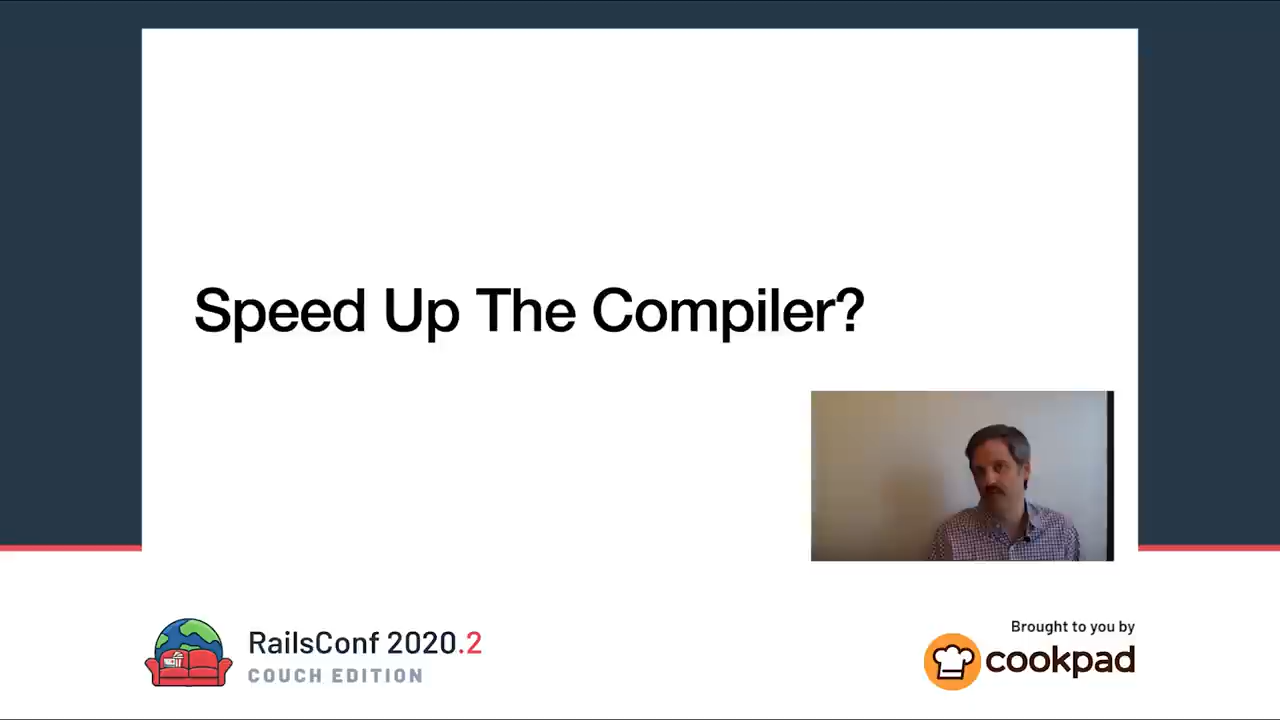 Speed Up The Compiler?
RailsConf 2020.2
COUCH EDITION
Brought to you by
cookpad